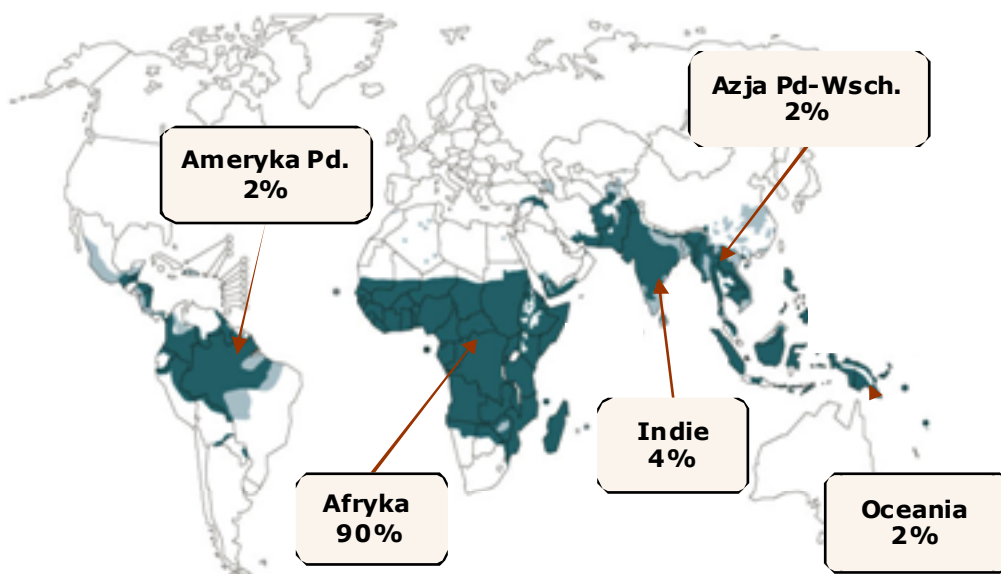 Azja Pd-Wsch.
2%
Ameryka Pd.
2%
Indie
4%
Afryka
90%
Oceania
2%